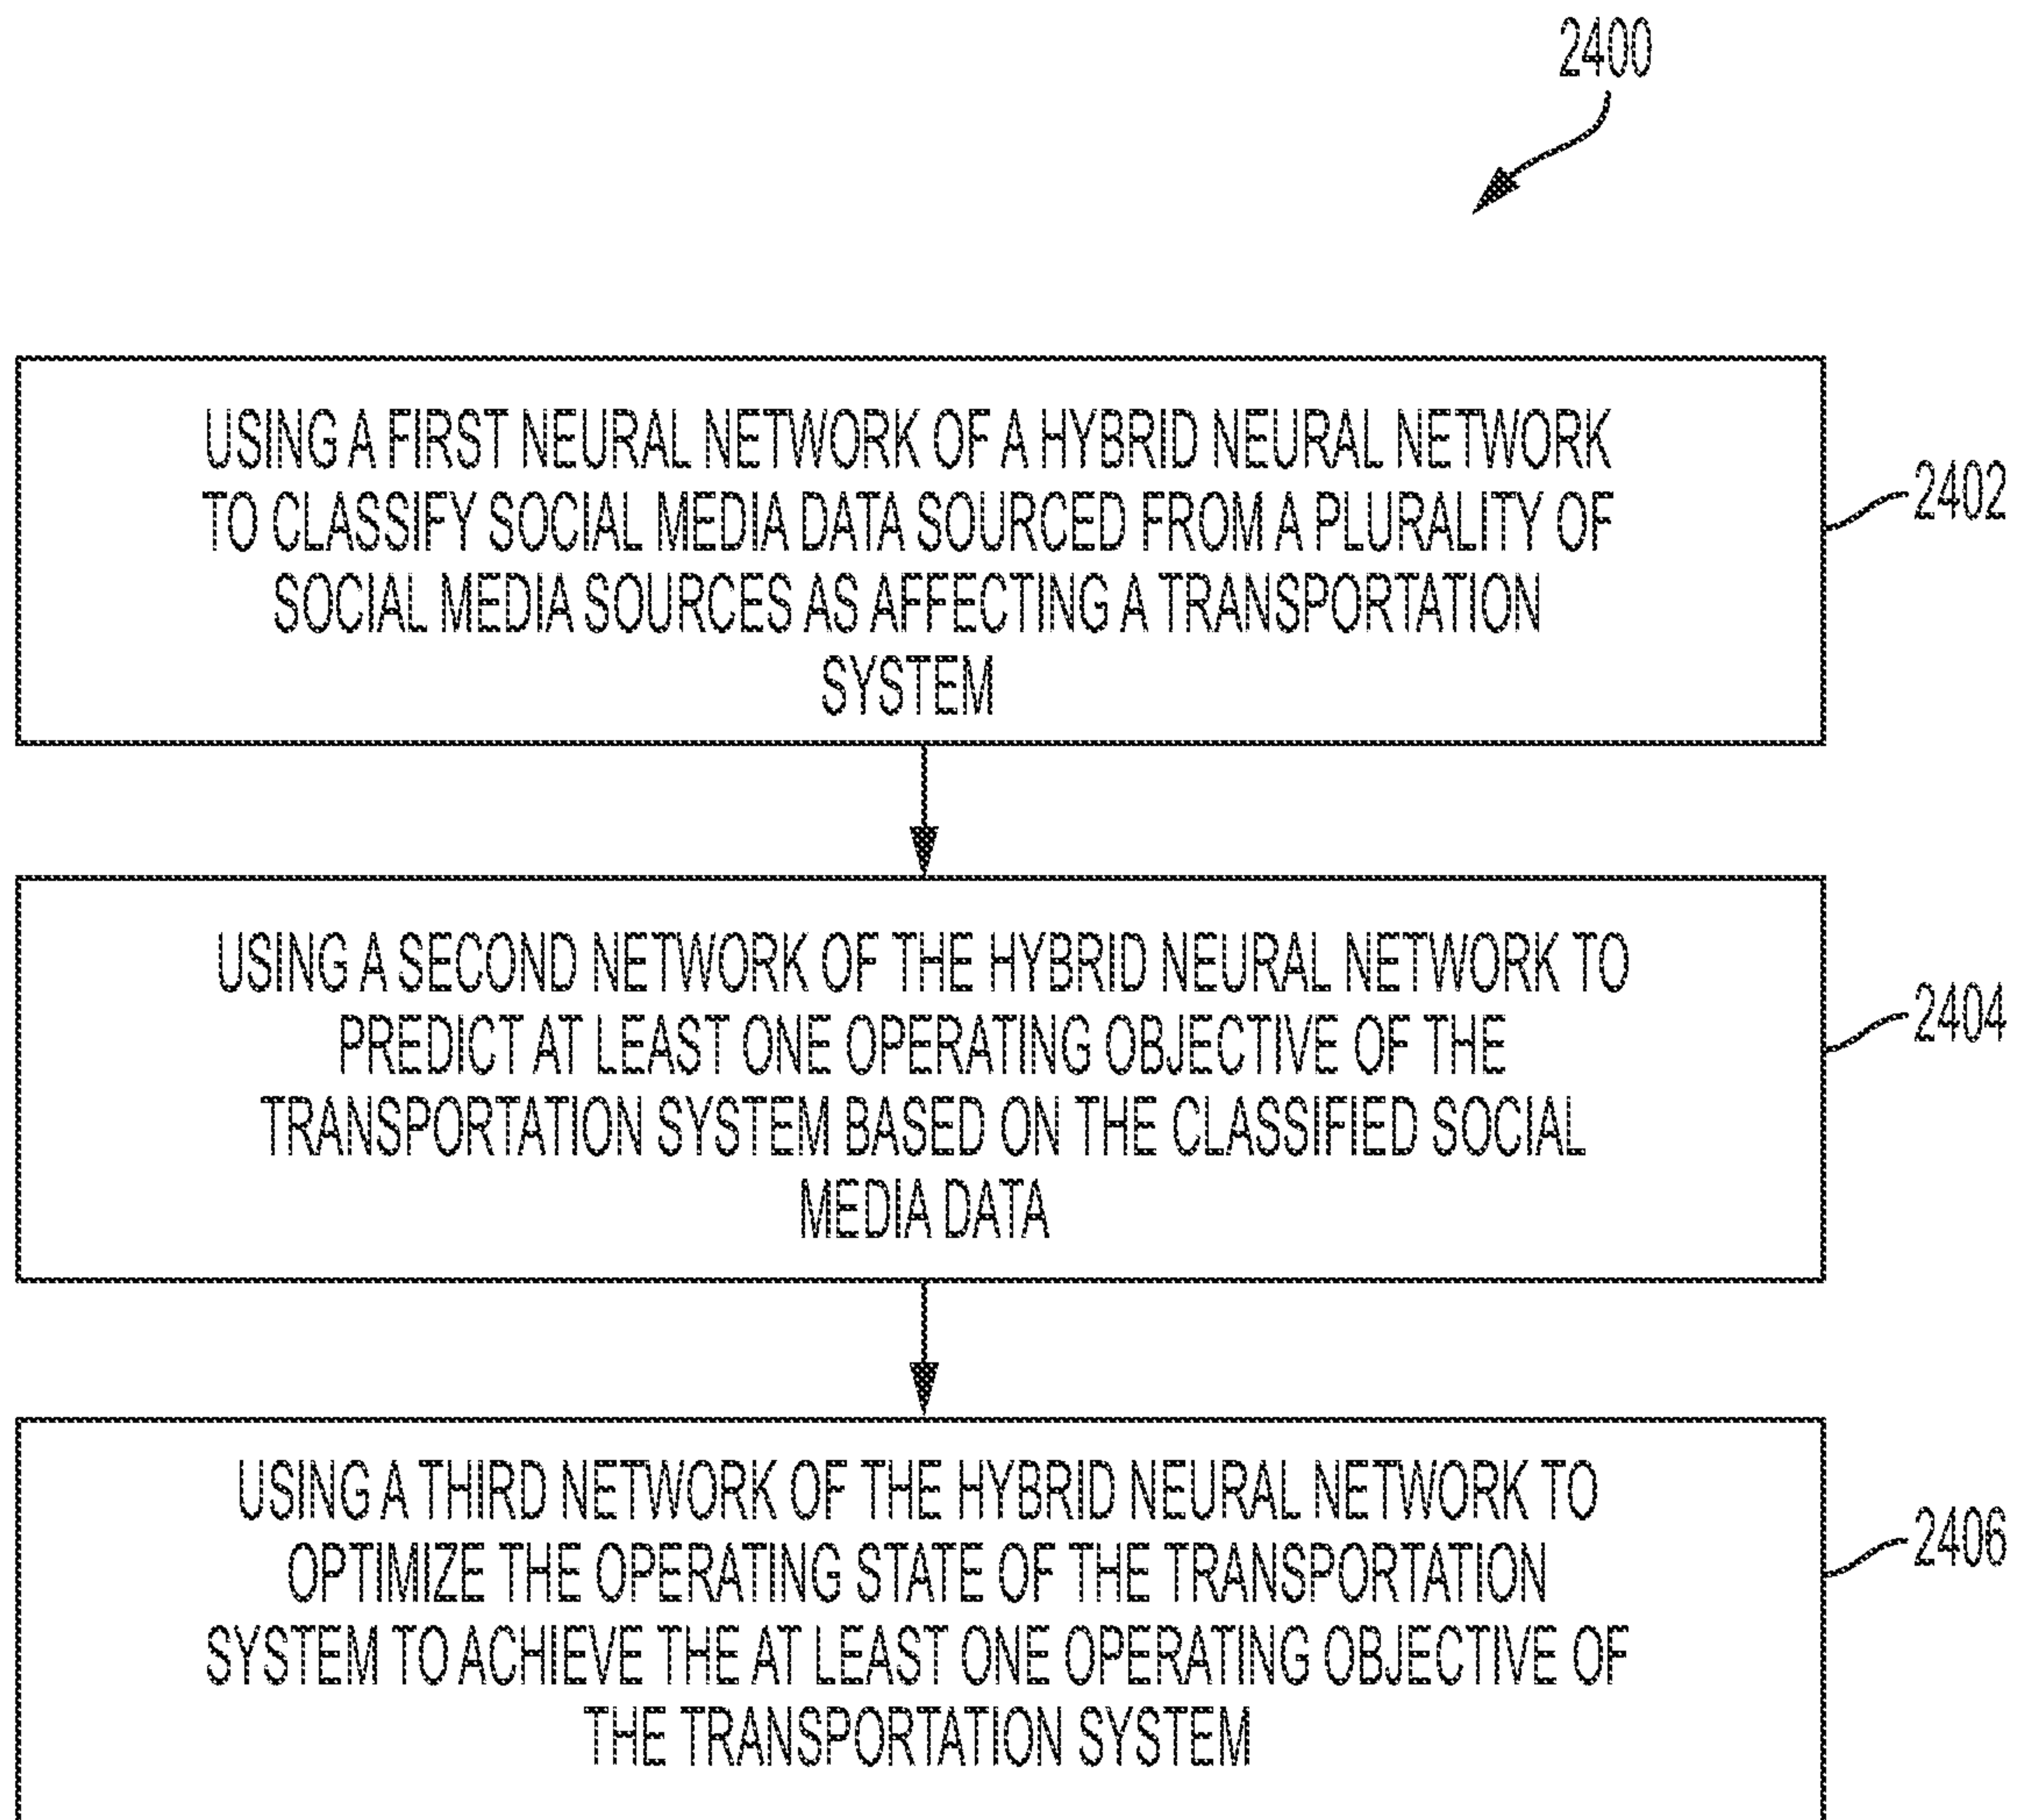 2400
USING A FIRST NEURAL NETWORK OF A HYBRID NEURAL NETWORK
TO CLASSIFY SOCIAL MEDIA DATA SOURCED FROM A PLURALITY OF
SOCIAL MEDIA SOURCES AS AFFECTING A TRANSPORTATION
SYSTEM
2402
USING A SECOND NETWORK OF THE HYBRID NEURAL NETWORK TO
PREDICT AT LEAST ONE OPERATING OBJECTIVE OF THE
TRANSPORTATION SYSTEM BASED ON THE CLASSIFIED SOCIAL
MEDIA DATA
2404
USING A THIRD NETWORK OF THE HYBRID NEURAL NETWORK TO
OPTIMIZE THE OPERATING STATE OF THE TRANSPORTATION
SYSTEM TO ACHIEVE THE AT LEAST ONE OPERATING OBJECTIVE OF
THE TRANSPORTATION SYSTEM
2406